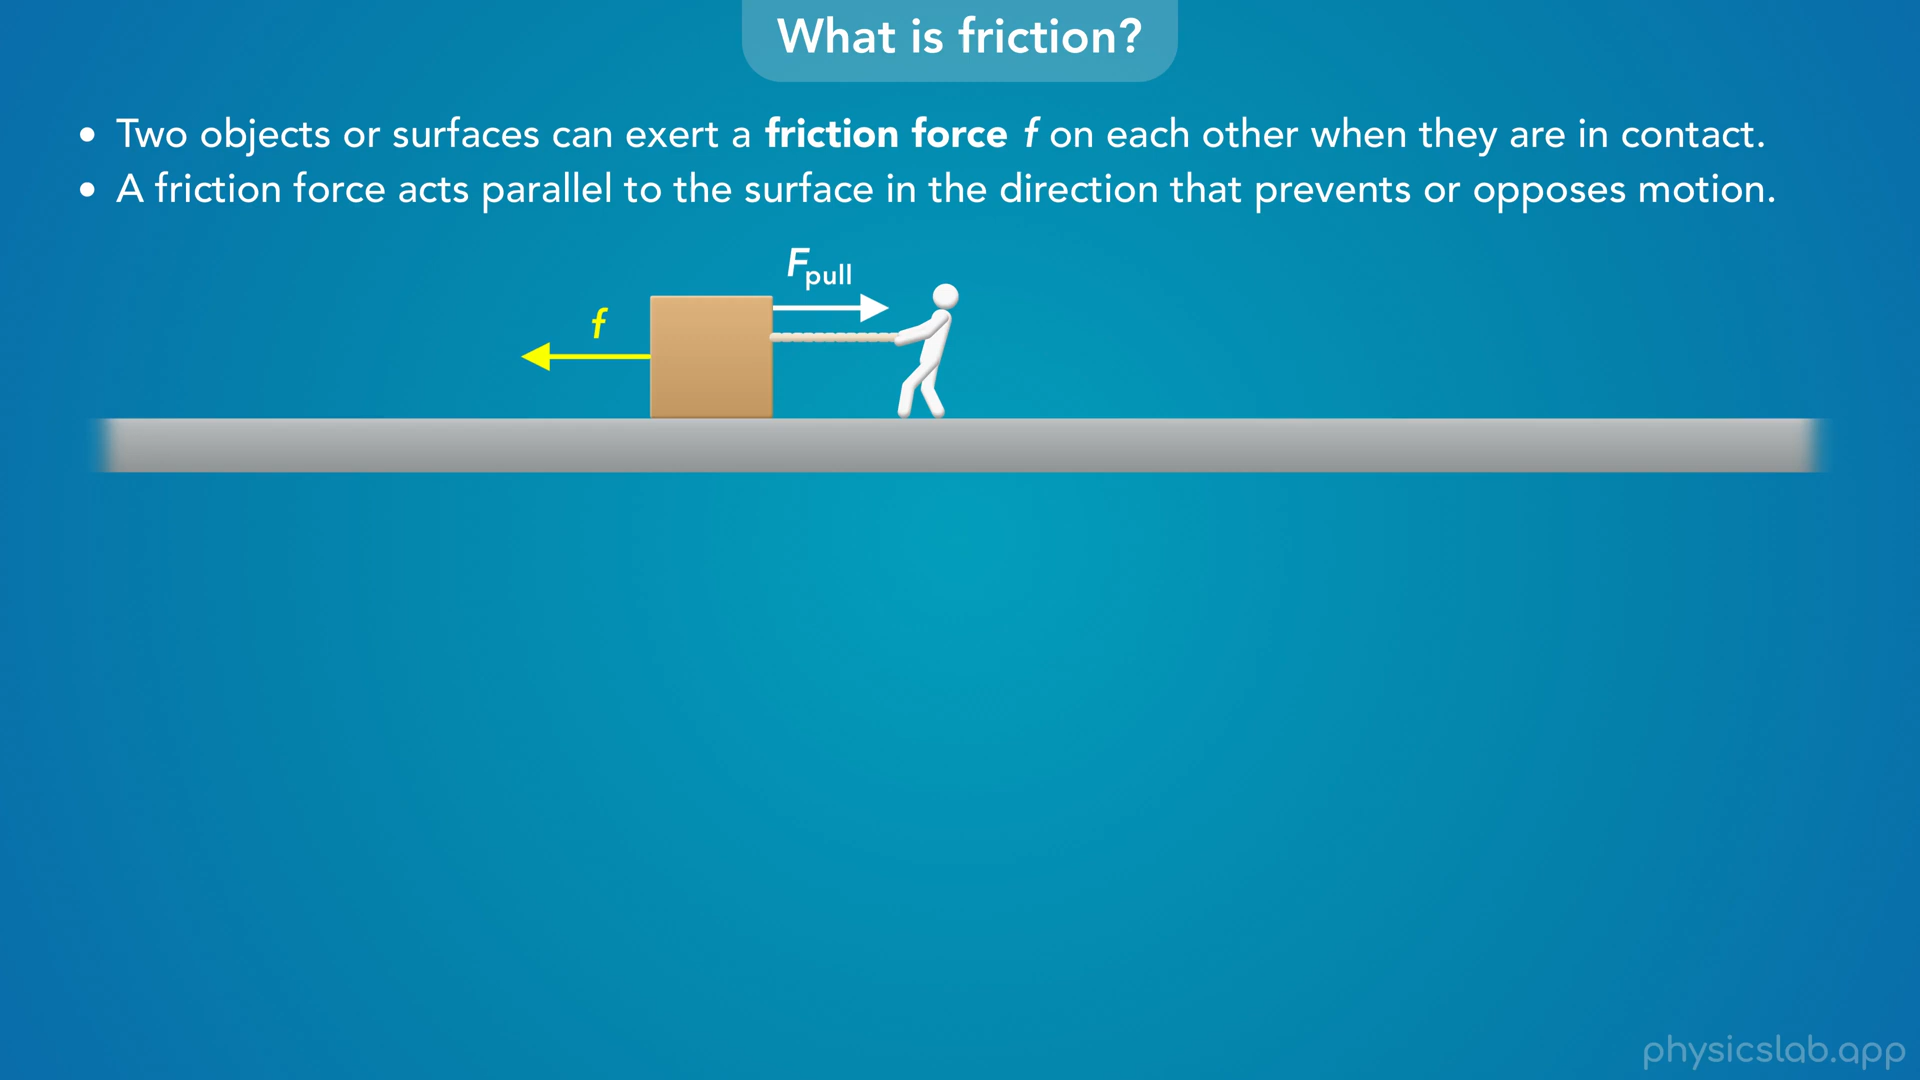 What is friction?
• Two objects or surfaces can exert a friction force f on each other when they are in contact.
• A friction force acts parallel to the surface in the direction that prevents or opposes motion.
Fpull
f
physicslab.app